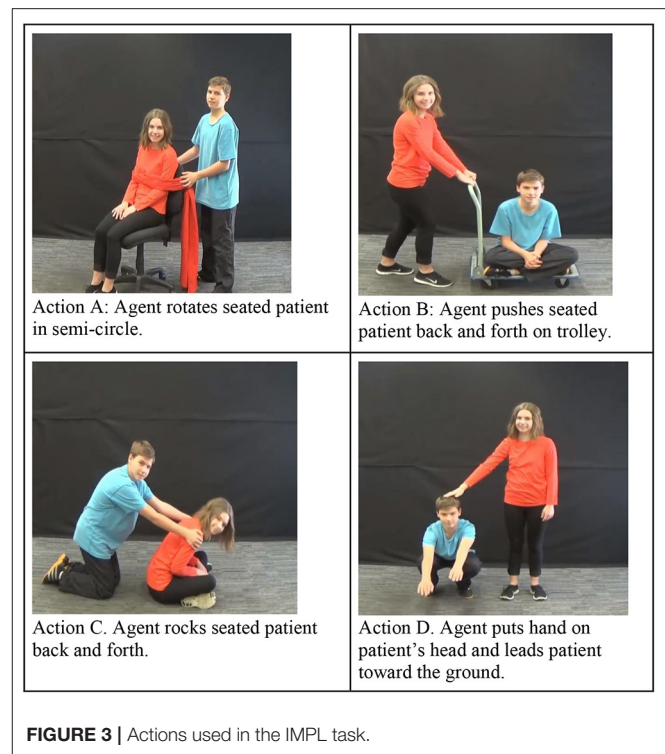 Action A: Agent rotates seated patient
in semi-circle.
Action B: Agent pushes seated
patient back and forth on trolley.
Action C. Agent rocks seated patient
back and forth.
Action D. Agent puts hand on
patient's head and leads patient
toward the ground.
FIGURE 3 | Actions used in the IMPL task.